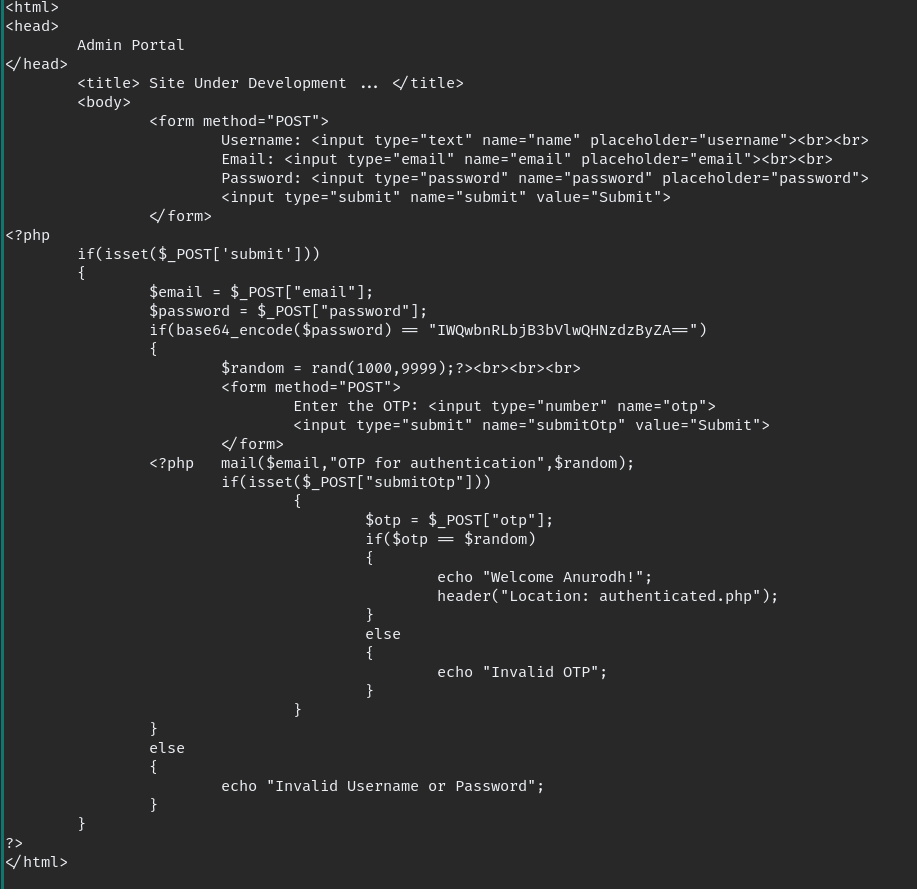 <html>
<head>
        Admin Portal
</head>
        <title> Site Under Development ... </title>
        <body>
                <form method="POST">
                        Username: <input type="text" name="name" placeholder="username"><br><br>
                        Email: <input type="email" name="email" placeholder="email"><br><br>
                        Password: <input type="password" name="password" placeholder="password">
                        <input type="submit" name="submit" value="Submit">
                </form>
<?php
        if(isset($_POST['submit']))
        {
                $email = $_POST["email"];
                $password = $_POST["password"];
                if(base64_encode($password) == "IWQwbnRLbjB3bVlwQHNzdzByZA==")
                {
                        $random = rand(1000,9999);?><br><br><br>
                        <form method="POST">
                                Enter the OTP: <input type="number" name="otp">
                                <input type="submit" name="submitOtp" value="Submit">
                        </form>
                <?php   mail($email,"OTP for authentication",$random);
                        if(isset($_POST["submitOtp"]))
                                {
                                        $otp = $_POST["otp"];
                                        if($otp == $random)
                                        {
                                                echo "Welcome Anurodh!";
                                                header("Location: authenticated.php");
                                        }
                                        else
                                        {
                                                echo "Invalid OTP";
                                        }
                                }
                }
                else
                {
                        echo "Invalid Username or Password";
                }
        }
?>
</html>